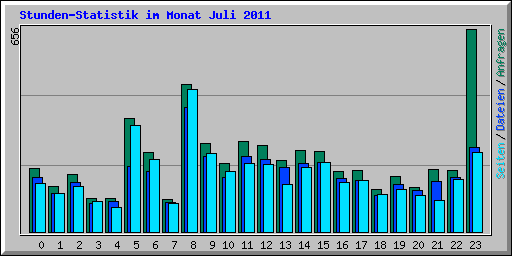 Stunden-Statistik im Monat Juli 2011
656
Seiten / Dateien / Anfragen
0 1 2 3 4 5 6 7 8 9 10 11 12 13 14 15 16 17 18 19 20 21 22 23